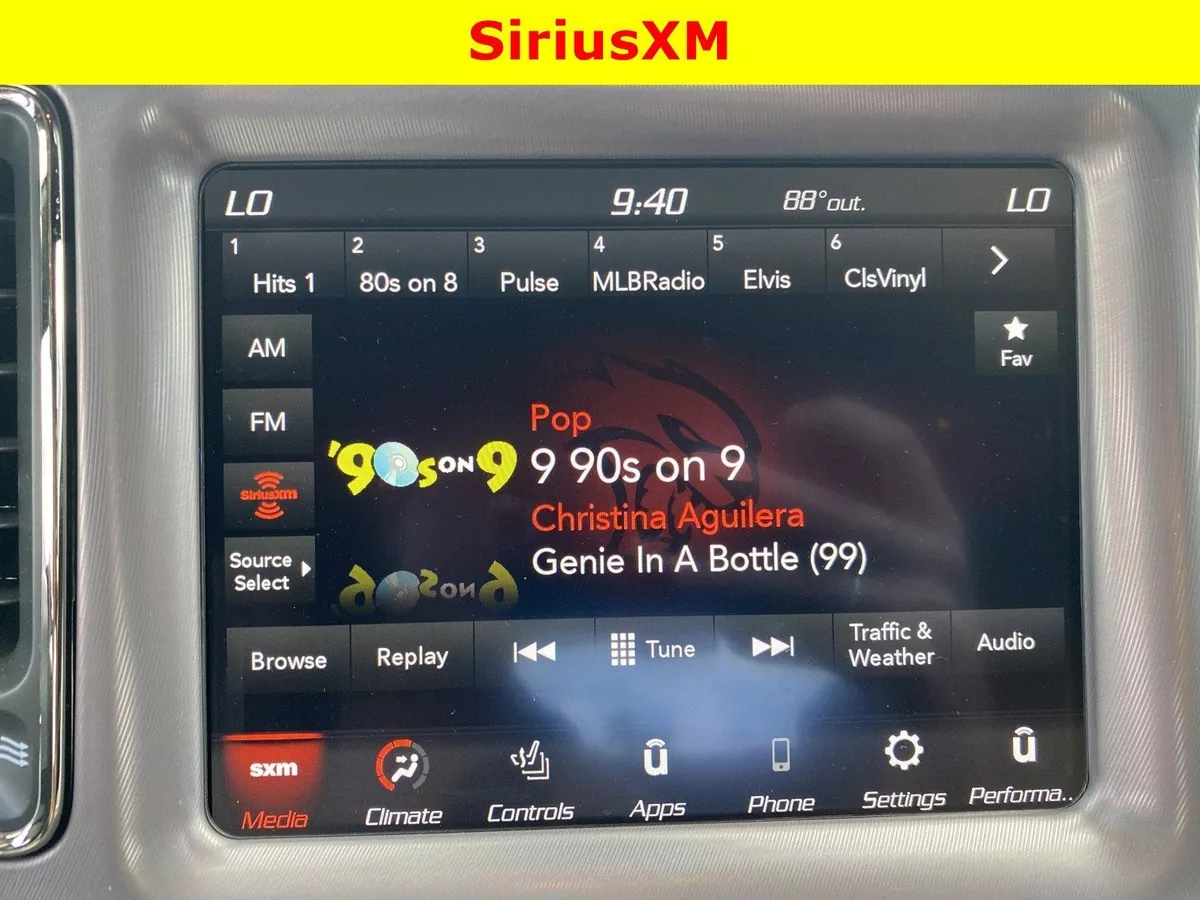 SiriusXM
LO 9:40 88°out. LO
1 2 3 4 5 6
Hits 1 80s on 8 Pulse MLBRadio Elvis ClsVinyl
AM
Fav
FM
Pop
'90s ON 9
9 90s on 9
SiriusXM
Christina Aguilera
Genie In A Bottle (99)
Source
Select
Browse Replay Tune Traffic &
Weather Audio
sxm
Media Climate Controls Apps Phone Settings Performa..